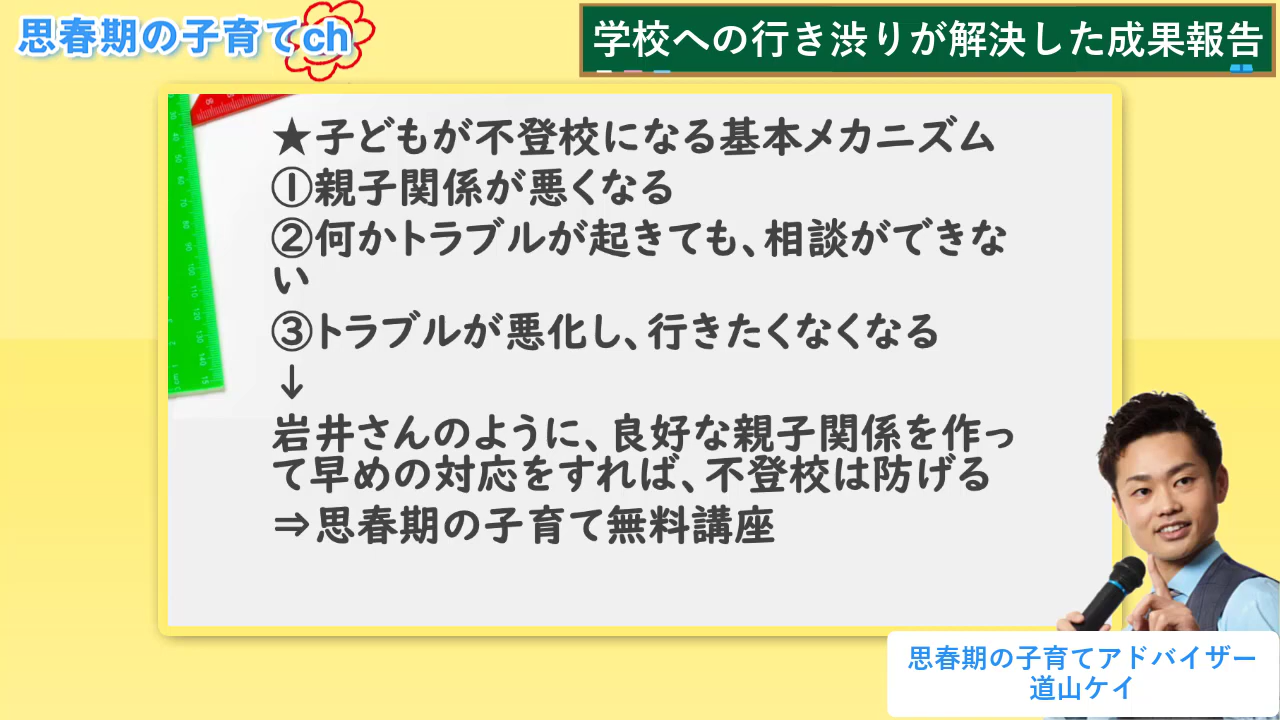 思春期の子育てch
学校への行き渋りが解決した成果報告
★子どもが不登校になる基本メカニズム
①親子関係が悪くなる
②何かトラブルが起きても、相談ができな
い
③トラブルが悪化し、行きたくなくなる
↓
岩井さんのように、良好な親子関係を作っ
て早めの対応をすれば、不登校は防げる
⇒思春期の子育て無料講座
思春期の子育てアドバイザー
道山ケイ